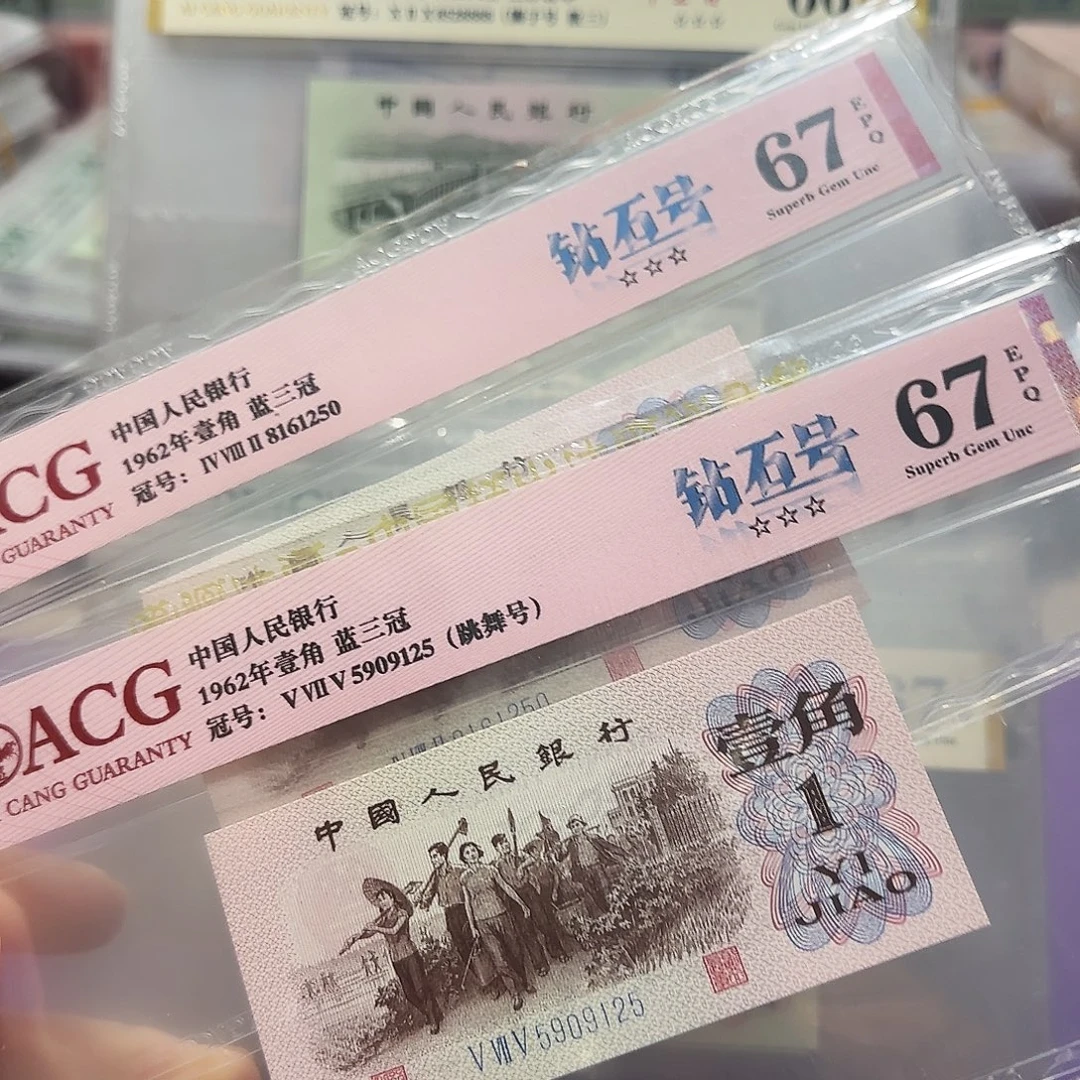 中國人民銀行
67
EPQ
Superb Gem Unc
钻石号
☆☆☆
中国人民银行
1962年壹角 蓝三冠
冠号：IV VIII II 8161250
ACG
GUARANTY
67
EPQ
Superb Gem Unc
钻石号
☆☆☆
中国人民银行
1962年壹角 蓝三冠
冠号：V VII V 5909125（跳舞号）
ACG
CANG GUARANTY
JIAO
中國人民銀行
壹角
1
YI
JIAO
V VII V 5909125